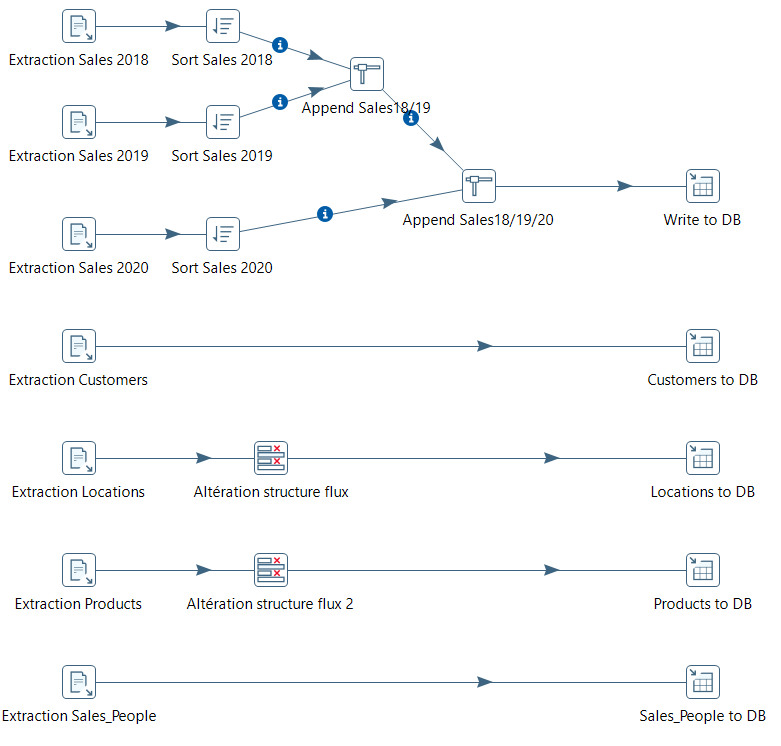 Extraction Sales 2018
Sort Sales 2018
Append Sales18/19
Extraction Sales 2019
Sort Sales 2019
Append Sales18/19/20
Write to DB
Extraction Sales 2020
Sort Sales 2020
Extraction Customers
Customers to DB
Extraction Locations
Altération structure flux
Locations to DB
Extraction Products
Altération structure flux 2
Products to DB
Extraction Sales_People
Sales_People to DB